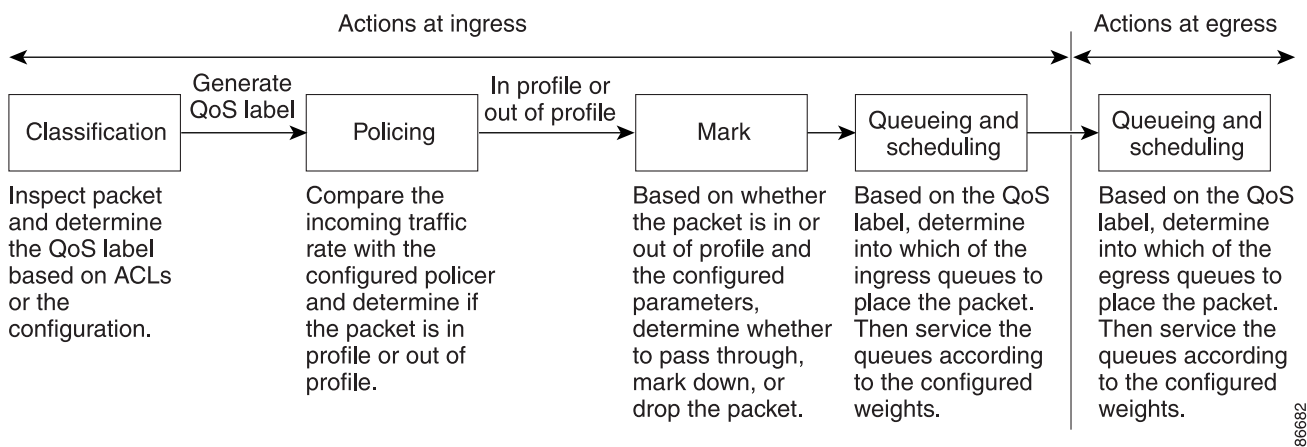 Actions at ingress
Actions at egress
Generate
QoS label
In profile or
out of profile
Classification
Policing
Mark
Queueing and
scheduling
Queueing and
scheduling
Inspect packet
and determine
the QoS label
based on ACLs
or the
configuration.
Compare the
incoming traffic
rate with the
configured policer
and determine if
the packet is in
profile or out of
profile.
Based on whether
the packet is in or
out of profile and
the configured
parameters,
determine whether
to pass through,
mark down, or
drop the packet.
Based on the QoS
label, determine
into which of the
ingress queues to
place the packet.
Then service the
queues according
to the configured
weights.
Based on the QoS
label, determine
into which of the
egress queues to
place the packet.
Then service the
queues according
to the configured
weights.
86682